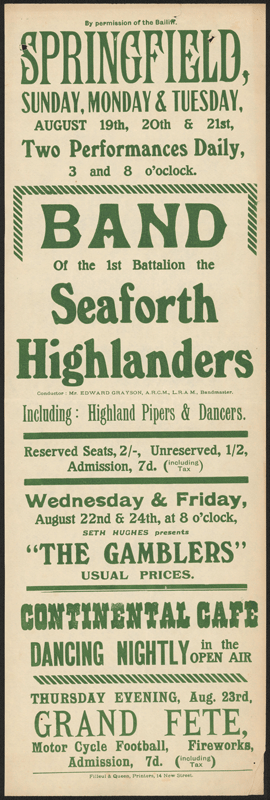 By permission of the Bailiff.
SPRINGFIELD,
SUNDAY, MONDAY & TUESDAY,
AUGUST 19th, 20th & 21st,
Two Performances Daily,
3 and 8 o'clock.
BAND
Of the 1st Battalion the
Seaforth
Highlanders
Conductor: Mr. EDWARD GRAYSON, A.R.C.M., L.R.A.M., Bandmaster.
Including: Highland Pipers & Dancers.
Reserved Seats, 2/-, Unreserved, 1/2,
Admission, 7d. (Including Tax)
Wednesday & Friday,
August 22nd & 24th, at 8 o'clock,
SETH HUGHES presents
"THE GAMBLERS"
USUAL PRICES.
CONTINENTAL CAFE
DANCING NIGHTLY in the OPEN AIR
THURSDAY EVENING, Aug. 23rd,
GRAND FETE,
Motor Cycle Football, Fireworks,
Admission, 7d. (Including Tax)
Printers, 14 New Street.